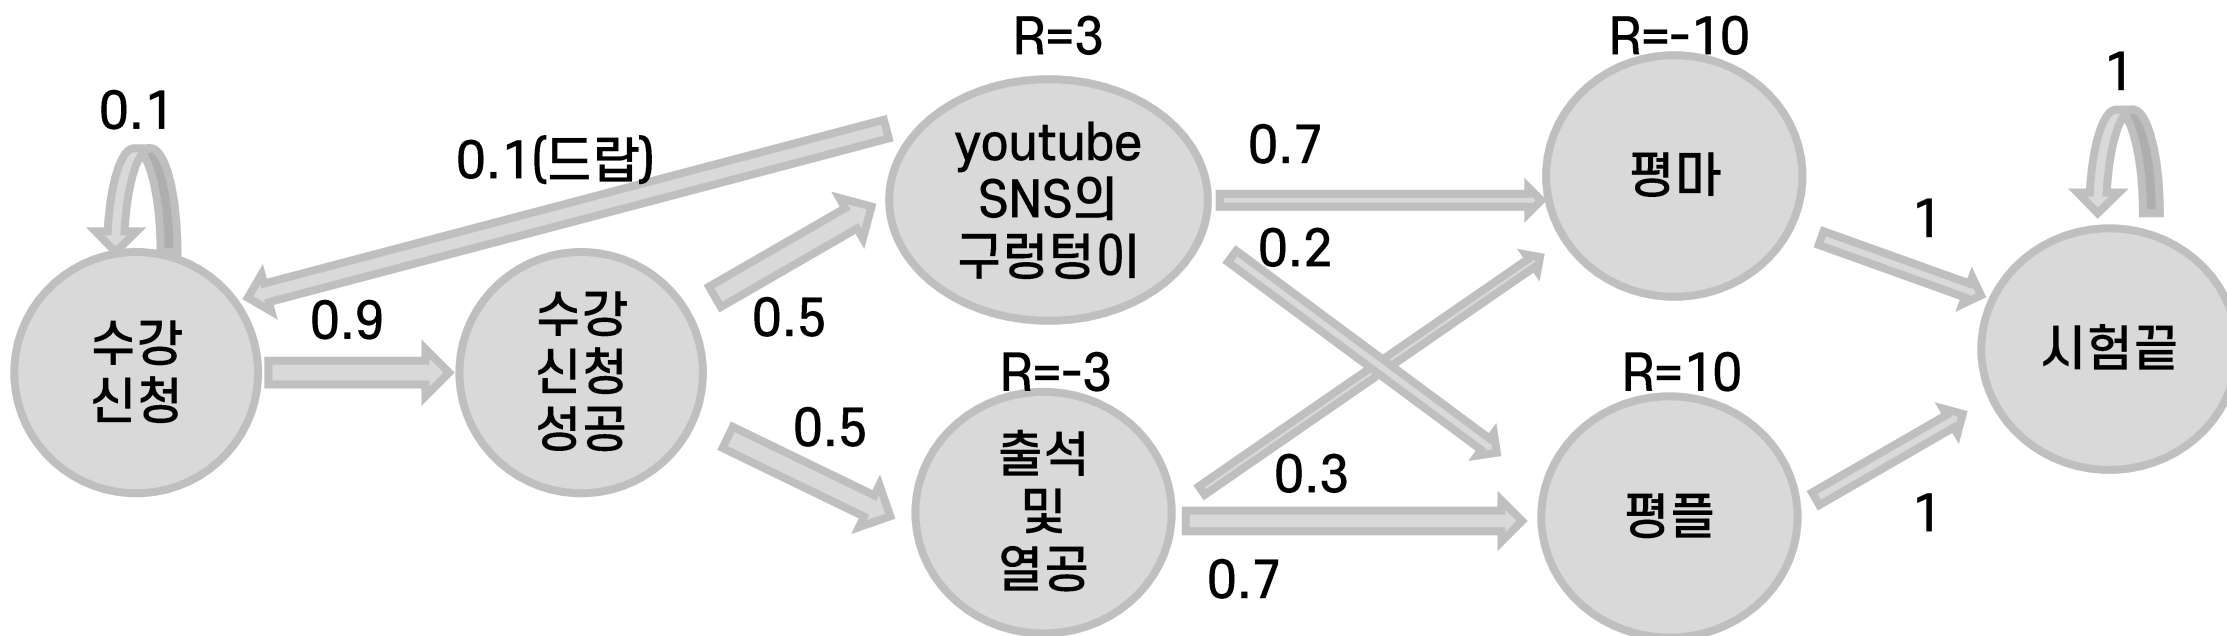 R=3
R=-10
0.1
1
0.1(드랍)
youtube
SNS의
구렁텅이
0.7
평마
1
0.2
0.9
0.5
수강
신청
수강
신청
성공
R=-3
R=10
시험끝
0.5
출석
및
열공
0.3
평플
1
0.7